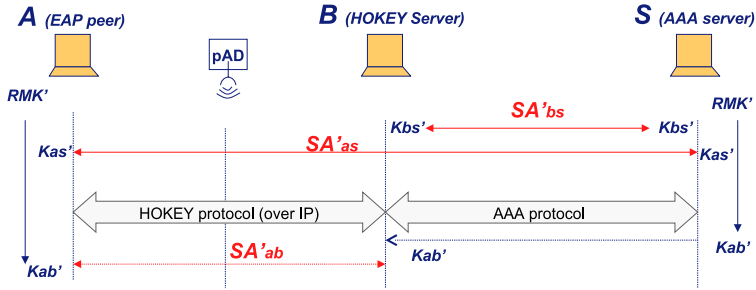 A (EAP peer)
B (HOKEY Server)
S (AAA server)
pAD
RMK'
RMK'
Kbs'
SA'bs
Kbs'
Kas'
SA'as
Kas'
HOKEY protocol (over IP)
AAA protocol
SA'ab
Kab'
Kab'
Kab'